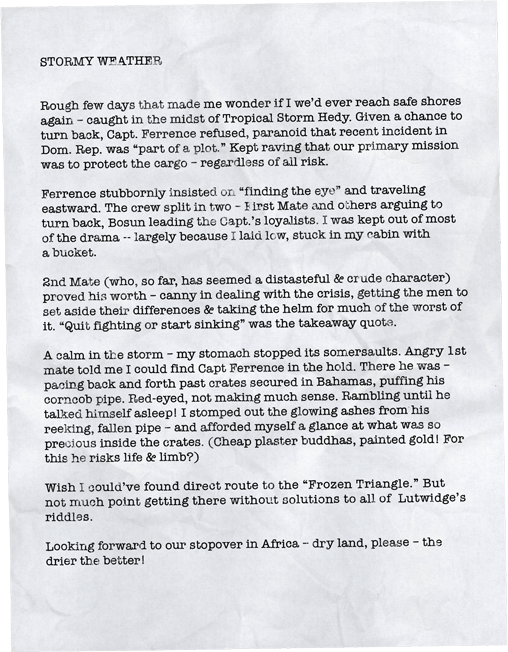 STORMY WEATHER
Rough few days that made me wonder if I we'd ever reach safe shores
again – caught in the midst of Tropical Storm Hedy. Given a chance to
turn back, Capt. Ferrence refused, paranoid that recent incident in
Dom. Rep. was "part of a plot." Kept raving that our primary mission
was to protect the cargo – regardless of all risk.
Ferrence stubbornly insisted on "finding the eye" and traveling
eastward. The crew split in two – First Mate and others arguing to
turn back, Bosun leading the Capt.'s loyalists. I was kept out of most
of the drama -- largely because I laid low, stuck in my cabin with
a bucket.
2nd Mate (who, so far, has seemed a distasteful & crude character)
proved his worth – canny in dealing with the crisis, getting the men to
set aside their differences & taking the helm for much of the worst of
it. "Quit fighting or start sinking" was the takeaway quote.
A calm in the storm – my stomach stopped its somersaults. Angry 1st
mate told me I could find Capt Ferrence in the hold. There he was –
pacing back and forth past crates secured in Bahamas, puffing his
corncob pipe. Red-eyed, not making much sense. Rambling until he
talked himself asleep! I stomped out the glowing ashes from his
reeking, fallen pipe – and afforded myself a glance at what was so
precious inside the crates. (Cheap plaster buddhas, painted gold! For
this he risks life & limb?)
Wish I could've found direct route to the "Frozen Triangle." But
not much point getting there without solutions to all of Lutwidge's
riddles.
Looking forward to our stopover in Africa – dry land, please – the
drier the better!